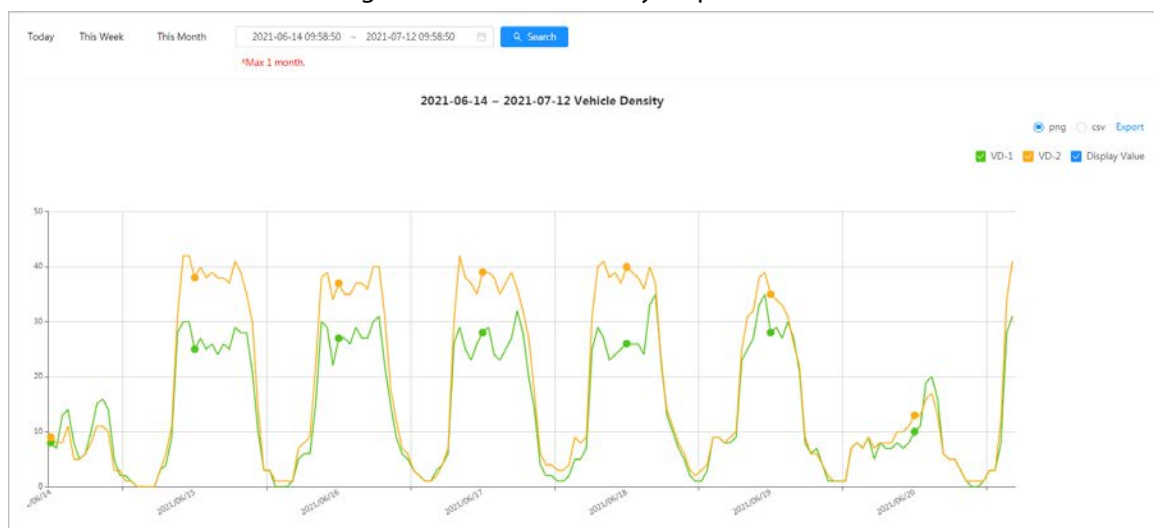 Today This Week This Month 2021-06-14 09:58:50 ~ 2021-07-12 09:58:50 Search
*Max 1 month.
2021-06-14 ~ 2021-07-12 Vehicle Density
png csv Export
VD-1 VD-2 Display Value
50
40
30
20
10
0
/06/14 2021/06/15 2021/06/16 2021/06/17 2021/06/18 2021/06/19 2021/06/20